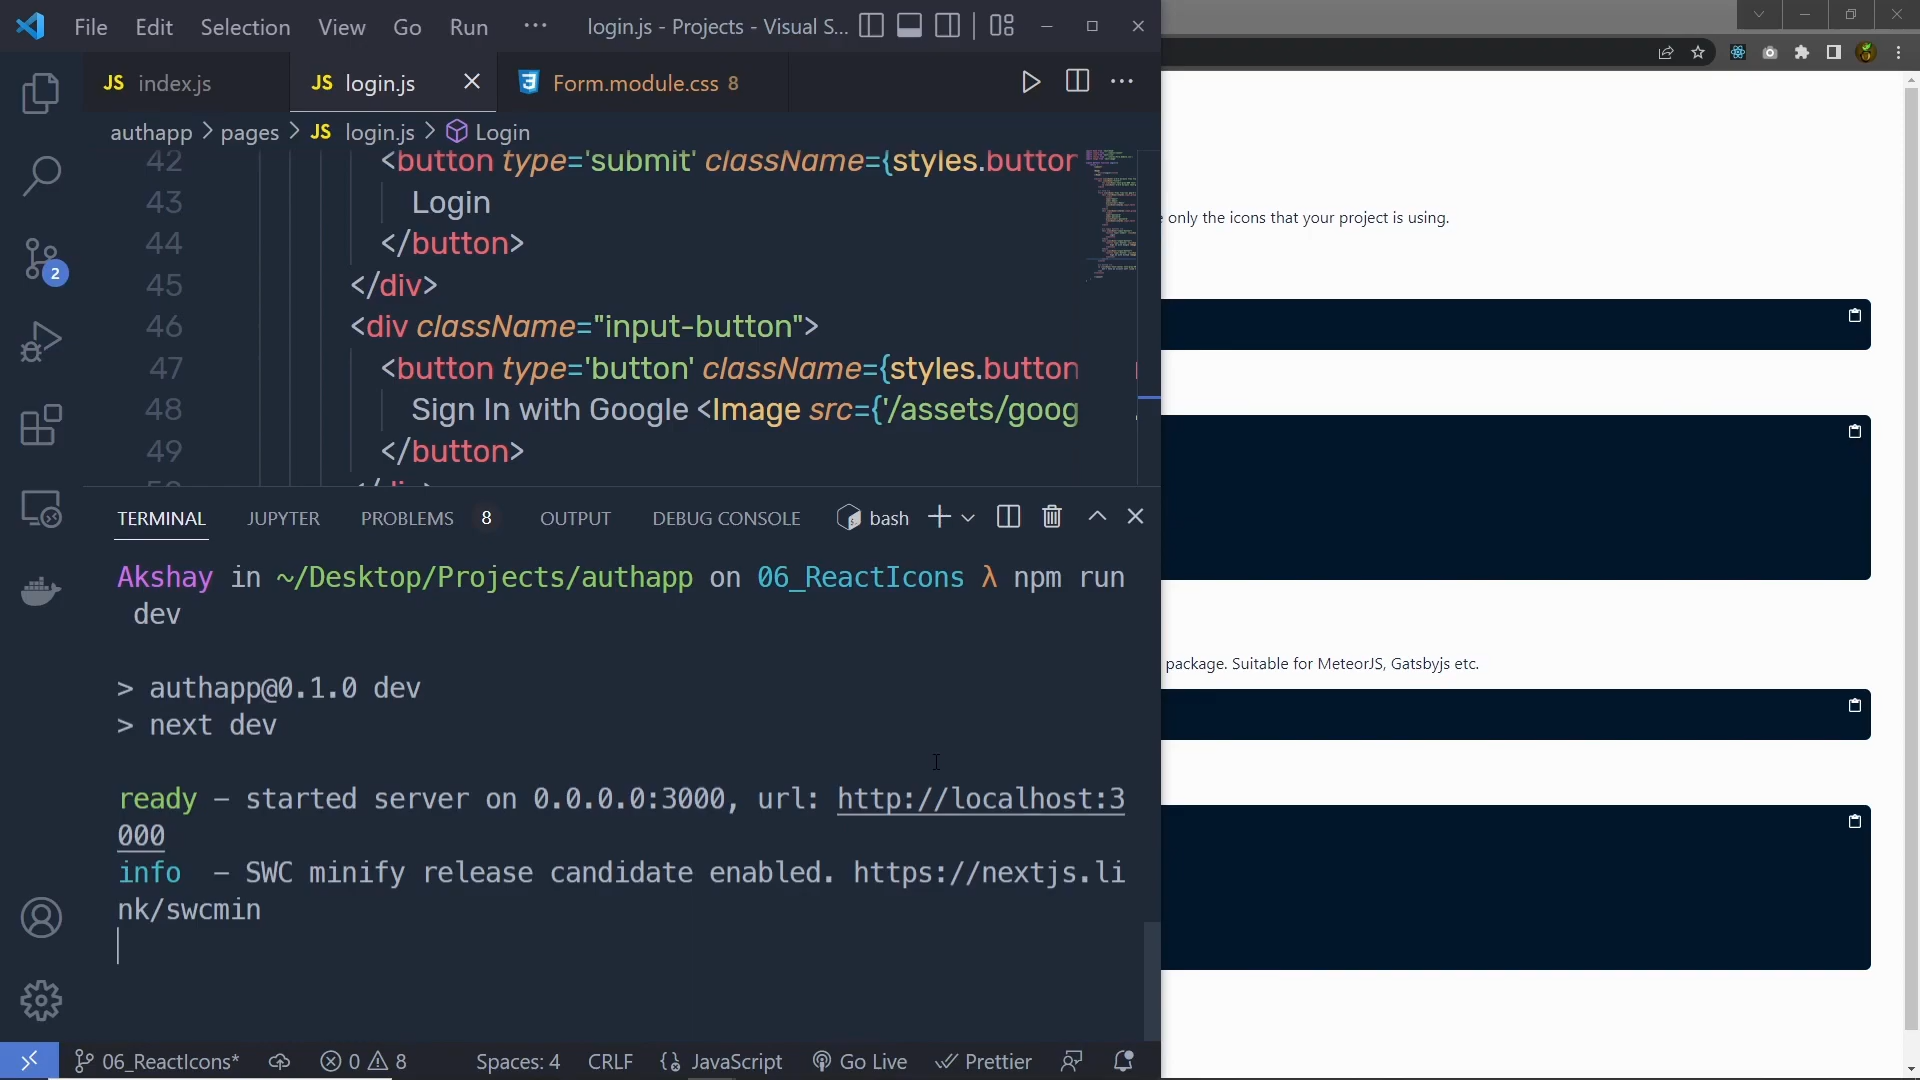 File Edit Selection View Go Run ··· login.js - Projects - Visual S...
JS index.js JS login.js Form.module.css 8
authapp > pages > JS login.js > Login
42 <button type='submit' className={styles.button
43 Login
44 </button>
45 </div>
46 <div className="input-button">
47 <button type='button' className={styles.button
48 Sign In with Google <Image src={'/assets/goog
49 </button>
only the icons that your project is using.
TERMINAL JUPYTER PROBLEMS 8 OUTPUT DEBUG CONSOLE bash
Akshay in ~/Desktop/Projects/authapp on 06_ReactIcons λ npm run
dev
> authapp@0.1.0 dev
> next dev
ready - started server on 0.0.0.0:3000, url: http://localhost:3
000
info - SWC minify release candidate enabled. https://nextjs.li
nk/swcmin
package. Suitable for MeteorJS, Gatsbyjs etc.
2
06_ReactIcons* 0 8 Spaces: 4 CRLF JavaScript Go Live Prettier